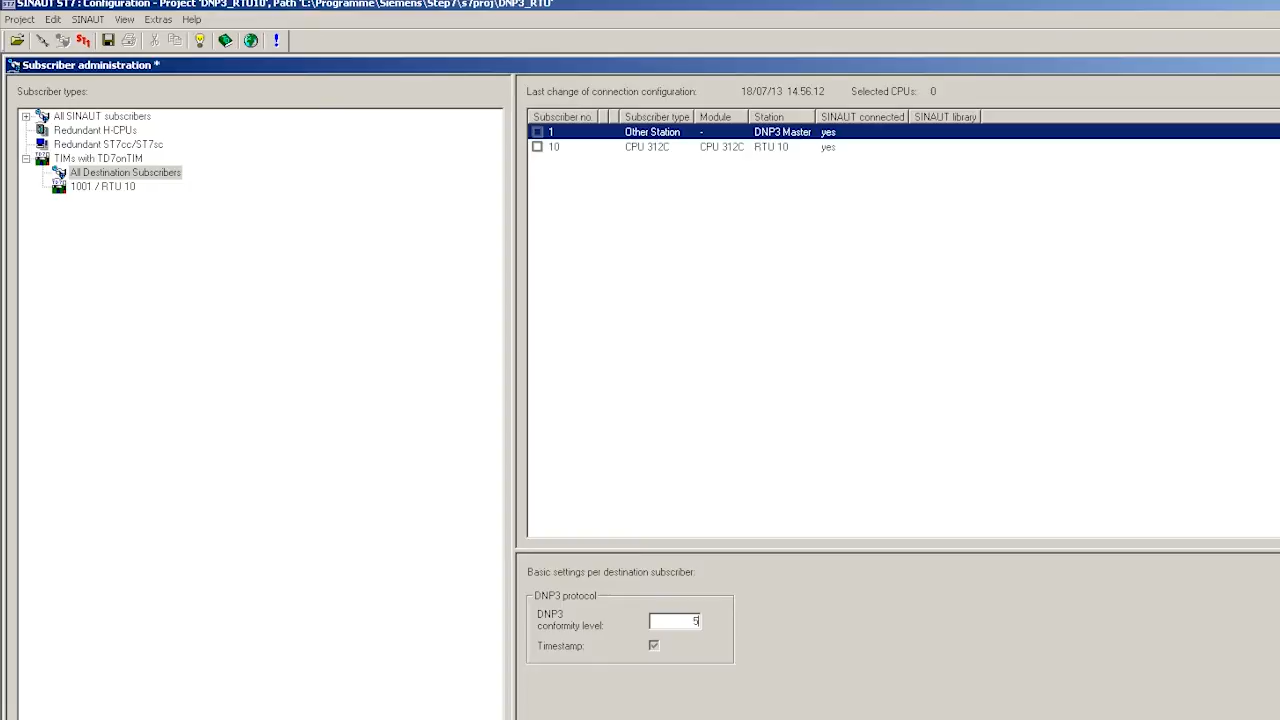 SINAUT ST7 : Configuration - Project 'DNP3_RTU10', Path 'C:\Programme\Siemens\Step7\s7proj\DNP3_RTU'
Project Edit SINAUT View Extras Help
Subscriber administration *
Subscriber types:
All SINAUT subscribers
Redundant H-CPUs
Redundant ST7cc/ST7sc
TIMs with TD7onTIM
All Destination Subscribers
1001 / RTU 10
Last change of connection configuration: 18/07/13 14.56.12 Selected CPUs: 0
Subscriber no. Subscriber type Module Station SINAUT connected SINAUT library
1 Other Station - DNP3 Master yes
10 CPU 312C CPU 312C RTU 10 yes
Basic settings per destination subscriber:
DNP3 protocol
DNP3
conformity level: 5
Timestamp: